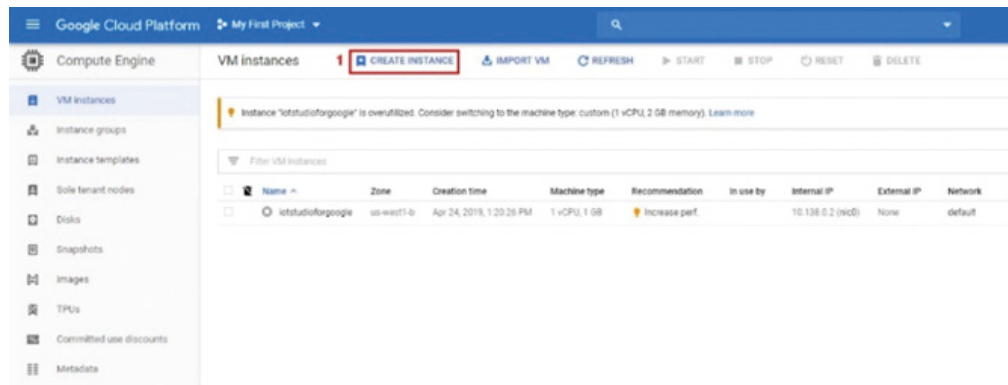 Google Cloud Platform My First Project
Compute Engine VM instances 1 CREATE INSTANCE IMPORT VM REFRESH START STOP RESET DELETE
VM instances
Instance "iotstudioforgoogle" is overutilized. Consider switching to the machine type: custom (1 vCPU, 2 GB memory). Learn more
Instance groups
Instance templates
Filter VM instances
Sole tenant nodes
Name Zone Creation time Machine type Recommendation In use by Internal IP External IP Network
iotstudioforgoogle us-west1-b Apr 24, 2019, 1:20:26 PM 1 vCPU, 1 GB Increase perf. 10.138.0.2 (nic0) None default
Disks
Snapshots
Images
TPUs
Committed use discounts
Metadata